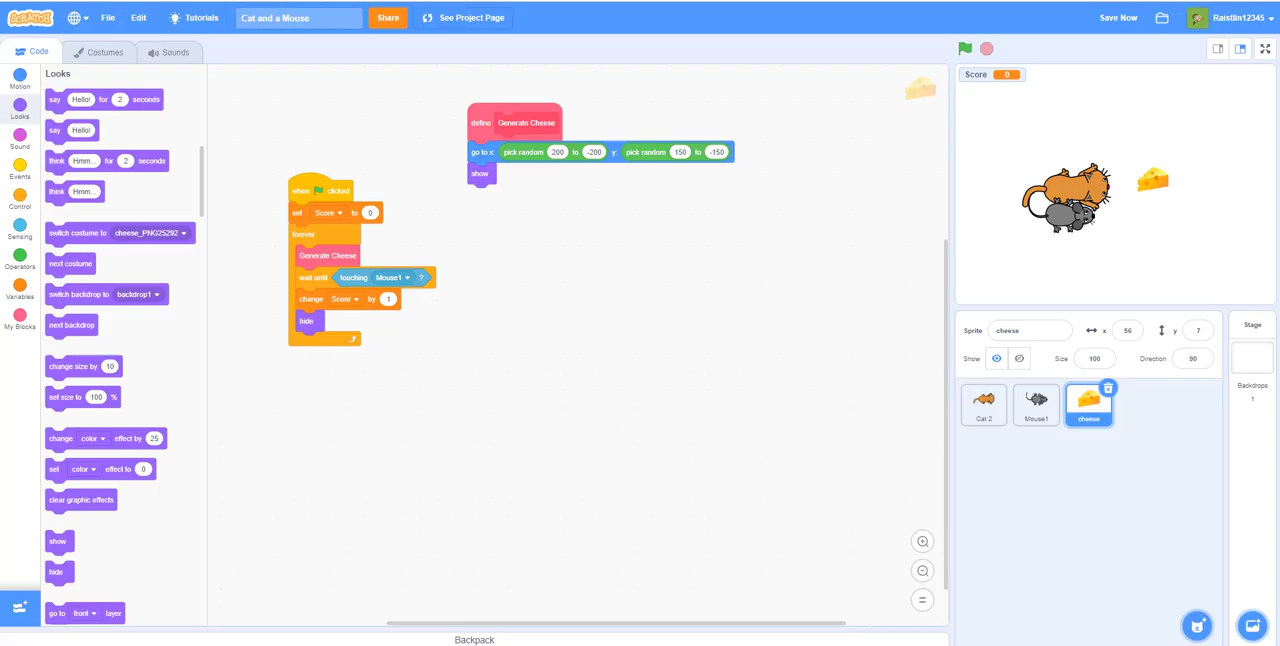 SCRATCH File Edit Tutorials Cat and a Mouse Share See Project Page Save Now Raistlin12345
Code Costumes Sounds
Motion
Looks
Sound
Events
Control
Sensing
Operators
Variables
My Blocks
Looks
say Hello! for 2 seconds
say Hello!
think Hmm... for 2 seconds
think Hmm...
switch costume to cheese_PNG25292
next costume
switch backdrop to backdrop1
next backdrop
change size by 10
set size to 100 %
change color effect by 25
set color effect to 0
clear graphic effects
show
hide
go to front layer
when clicked
set Score to 0
forever
Generate Cheese
wait until touching Mouse1 ?
change Score by 1
hide
define Generate Cheese
go to x: pick random 200 to -200 y: pick random 150 to -150
show
Backpack
Score 0
Sprite cheese x 56 y 7
Show Size 100 Direction 90
Cat 2
Mouse1
cheese
Stage
Backdrops
1